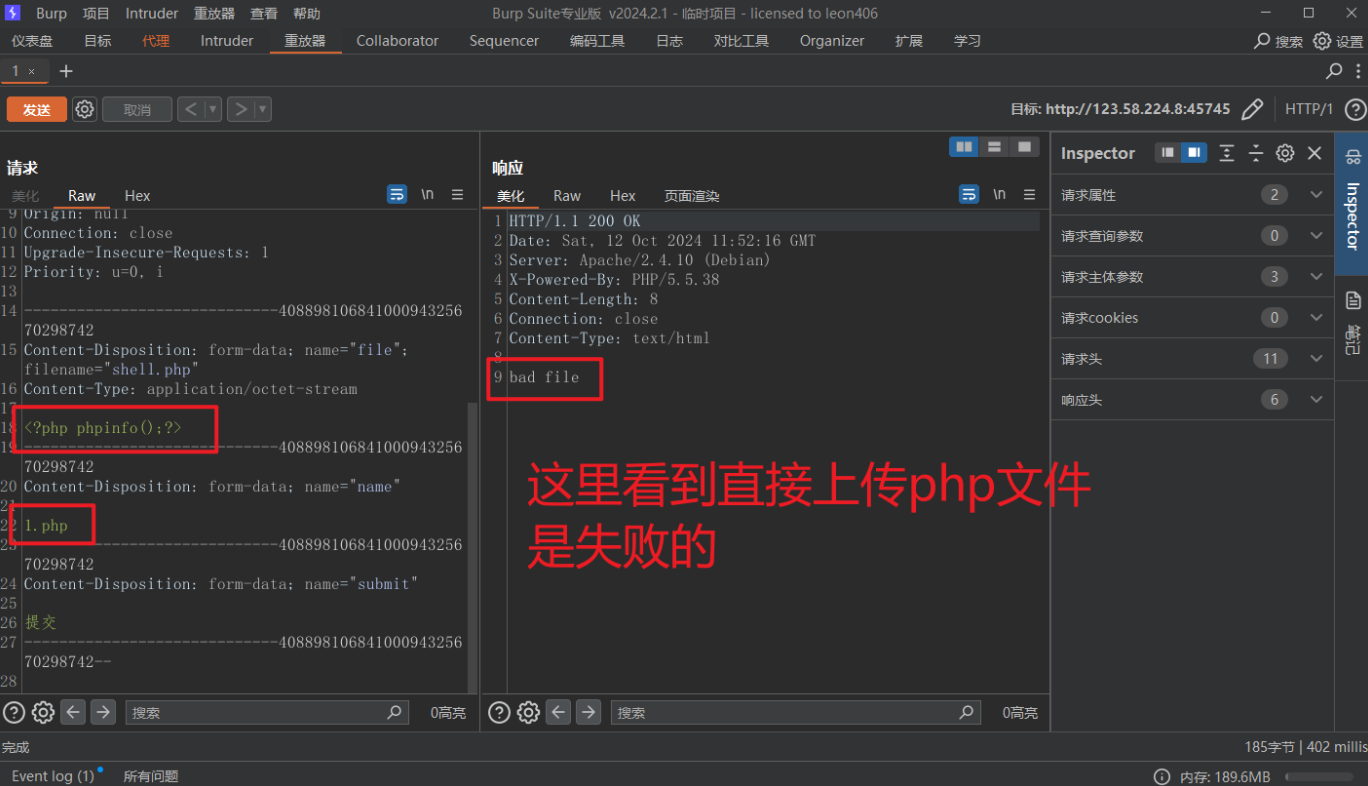 Burp 项目 Intruder 重放器 查看 帮助 Burp Suite专业版 v2024.2.1 - 临时项目 - licensed to leon406
仪表盘 目标 代理 Intruder 重放器 Collaborator Sequencer 编码工具 日志 对比工具 Organizer 扩展 学习 搜索 设置
1 × +
发送 取消 < > 目标: http://123.58.224.8:45745 HTTP/1 ?
请求
美化 Raw Hex \n
9 Origin: null
10 Connection: close
11 Upgrade-Insecure-Requests: 1
12 Priority: u=0, i
13
14 -----------------------------408898106841000943256
70298742
15 Content-Disposition: form-data; name="file";
filename="shell.php"
16 Content-Type: application/octet-stream
17
18 <?php phpinfo();?>
19 -----------------------------408898106841000943256
70298742
20 Content-Disposition: form-data; name="name"
21
22 1.php
23 -----------------------------408898106841000943256
70298742
24 Content-Disposition: form-data; name="submit"
25
26 提交
27 -----------------------------408898106841000943256
70298742--
28
搜索 0高亮
响应
美化 Raw Hex 页面渲染 \n
1 HTTP/1.1 200 OK
2 Date: Sat, 12 Oct 2024 11:52:16 GMT
3 Server: Apache/2.4.10 (Debian)
4 X-Powered-By: PHP/5.5.38
5 Content-Length: 8
6 Connection: close
7 Content-Type: text/html
8
9 bad file
这里看到直接上传php文件
是失败的
搜索 0高亮
Inspector
请求属性 2
请求查询参数 0
请求主体参数 3
请求cookies 0
请求头 11
响应头 6
Inspector
笔记
完成 185字节 | 402 millis
Event log (1) 所有问题 内存: 189.6MB